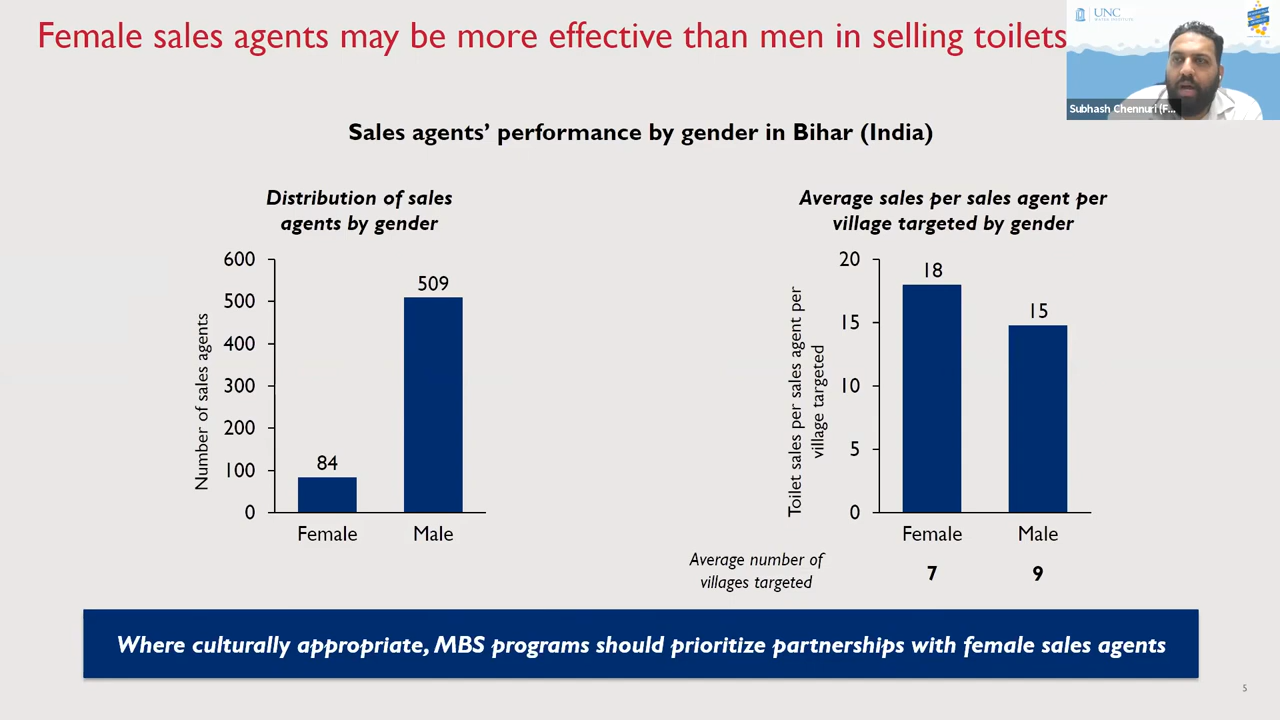 Female sales agents may be more effective than men in selling toilets
UNC
Subhash Chennuri (F...
Sales agents’ performance by gender in Bihar (India)
Distribution of sales
agents by gender
Number of sales agents
600
500
400
300
200
100
0
84
509
Female
Male
Average sales per sales agent per
village targeted by gender
Toilet sales per sales agent per
village targeted
20
15
10
5
0
18
15
Female
Male
Average number of
villages targeted
7
9
Where culturally appropriate, MBS programs should prioritize partnerships with female sales agents
5